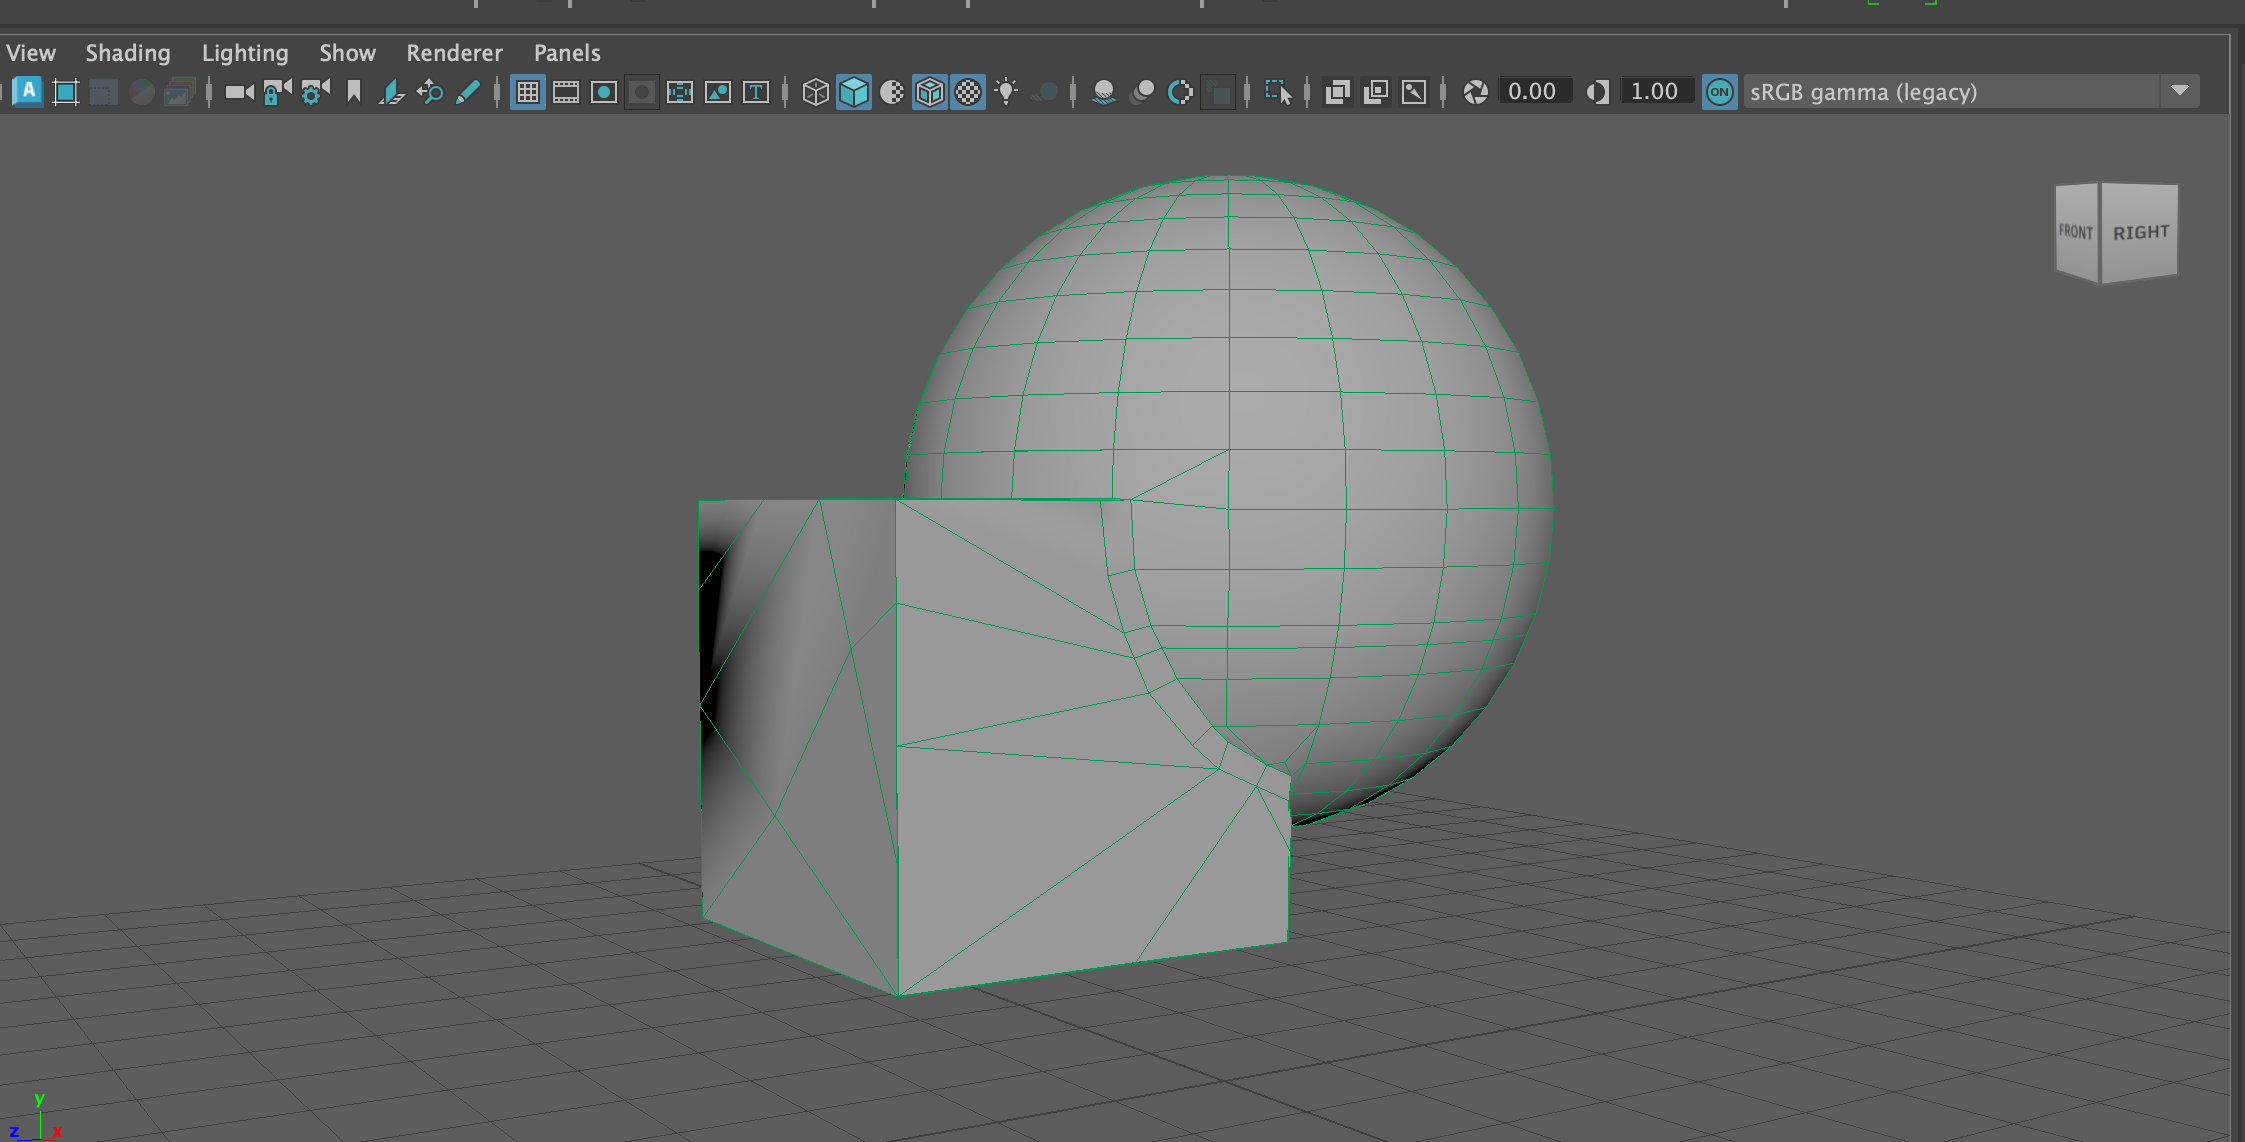 View Shading Lighting Show Renderer Panels
A T 0.00 1.00 ON sRGB gamma (legacy)
FRONT RIGHT
y
z x